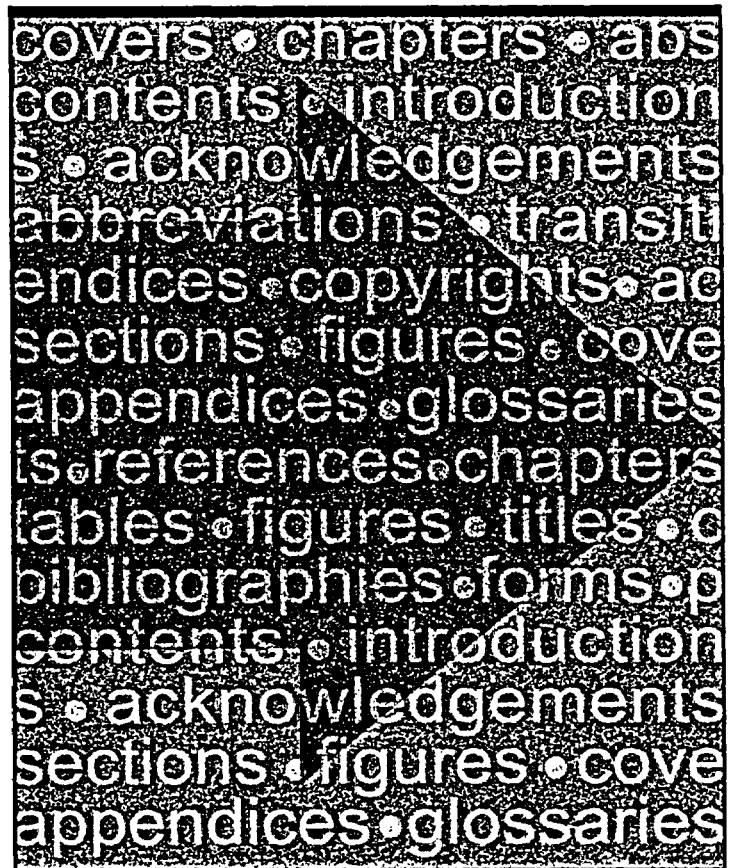 covers • chapters • abs
contents • introduction
s • acknowledgements
abbreviations • transiti
endices • copyrights • ac
sections • figures • cove
appendices • glossaries
ts • references • chapters
tables • figures • titles • c
bibliographies • forms • p
contents • introduction
s • acknowledgements
sections • figures • cove
appendices • glossaries